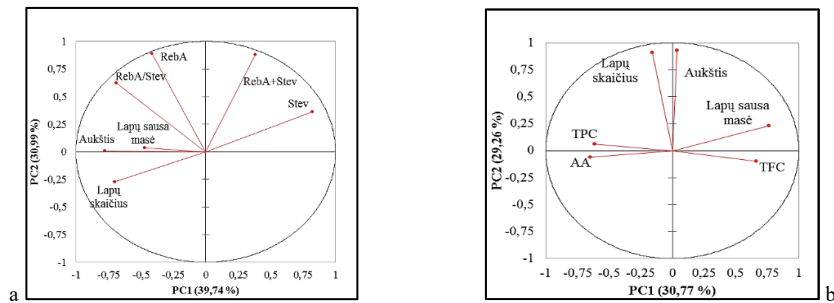 1
0,75
0,5
0,25
0
-0,25
-0,5
-0,75
-1
PC2 (30,99 %)
RebA
RebA/Stev
RebA+Stev
Stev
Aukštis
Lapų sausa
masė
Lapų
skaičius
-1 -0,75 -0,5 -0,25 0 0,25 0,5 0,75 1
PC1 (39,74 %)
a
1
0,75
0,5
0,25
0
-0,25
-0,5
-0,75
-1
PC2 (29,26 %)
Lapų
skaičius
Aukštis
Lapų sausa
masė
TPC
AA
TFC
-1 -0,75 -0,5 -0,25 0 0,25 0,5 0,75 1
PC1 (30,77 %)
b